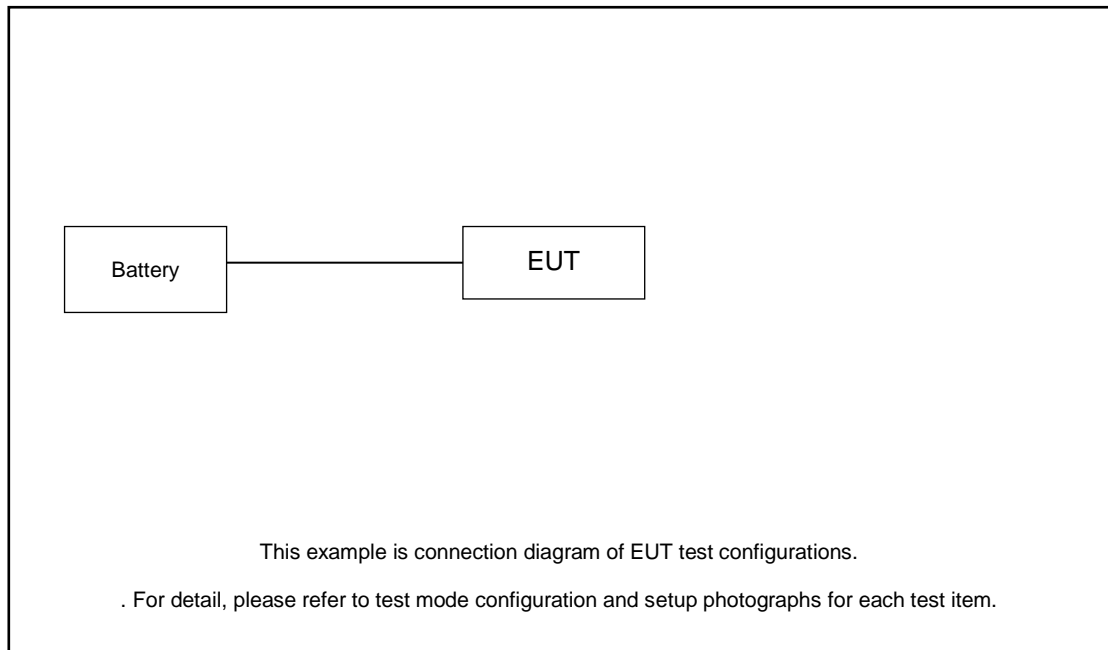 Battery
EUT
This example is connection diagram of EUT test configurations.
. For detail, please refer to test mode configuration and setup photographs for each test item.